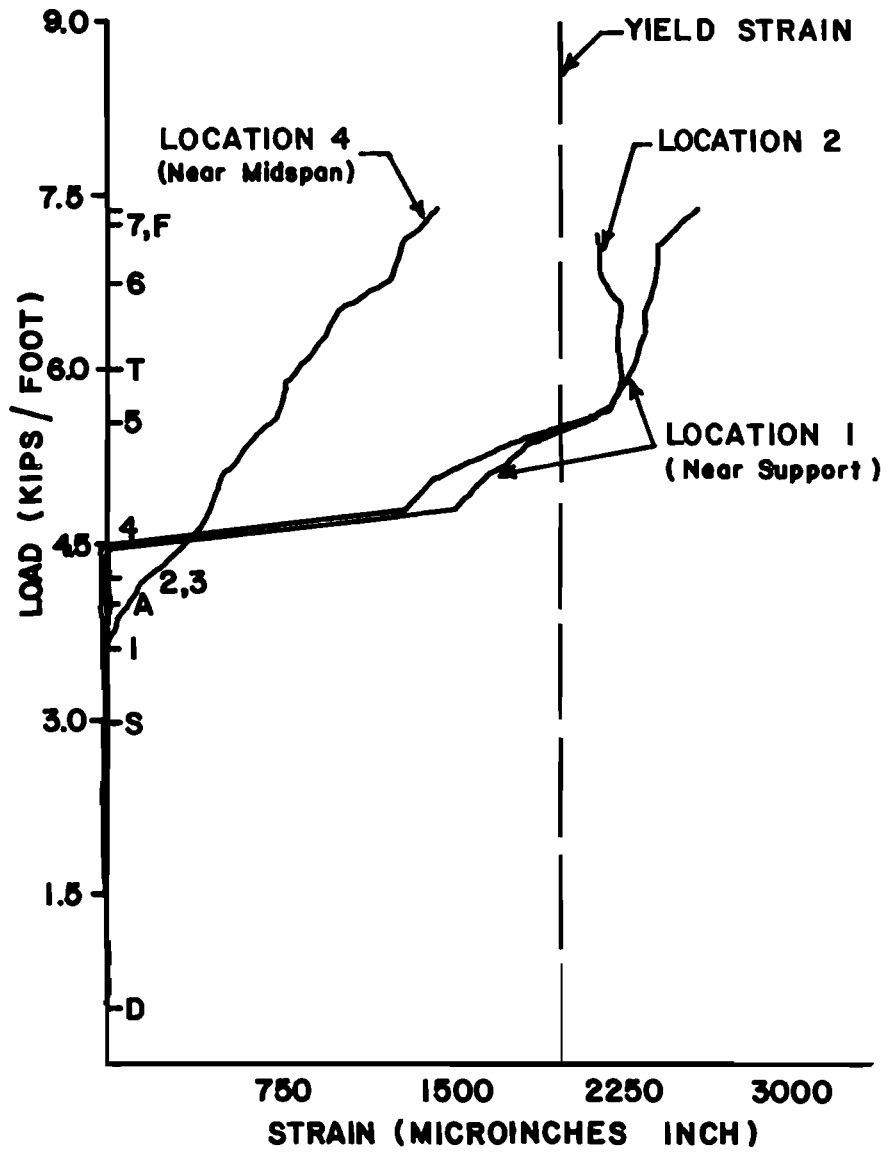 9.0
YIELD STRAIN
LOCATION 4
(Near Midspan)
LOCATION 2
7.5
7,F
6
6.0
T
5
LOCATION 1
(Near Support)
4.5
4
2,3
A
1
3.0
S
1.5
D
LOAD (KIPS/FOOT)
750
1500
2250
3000
STRAIN (MICROINCHES INCH)